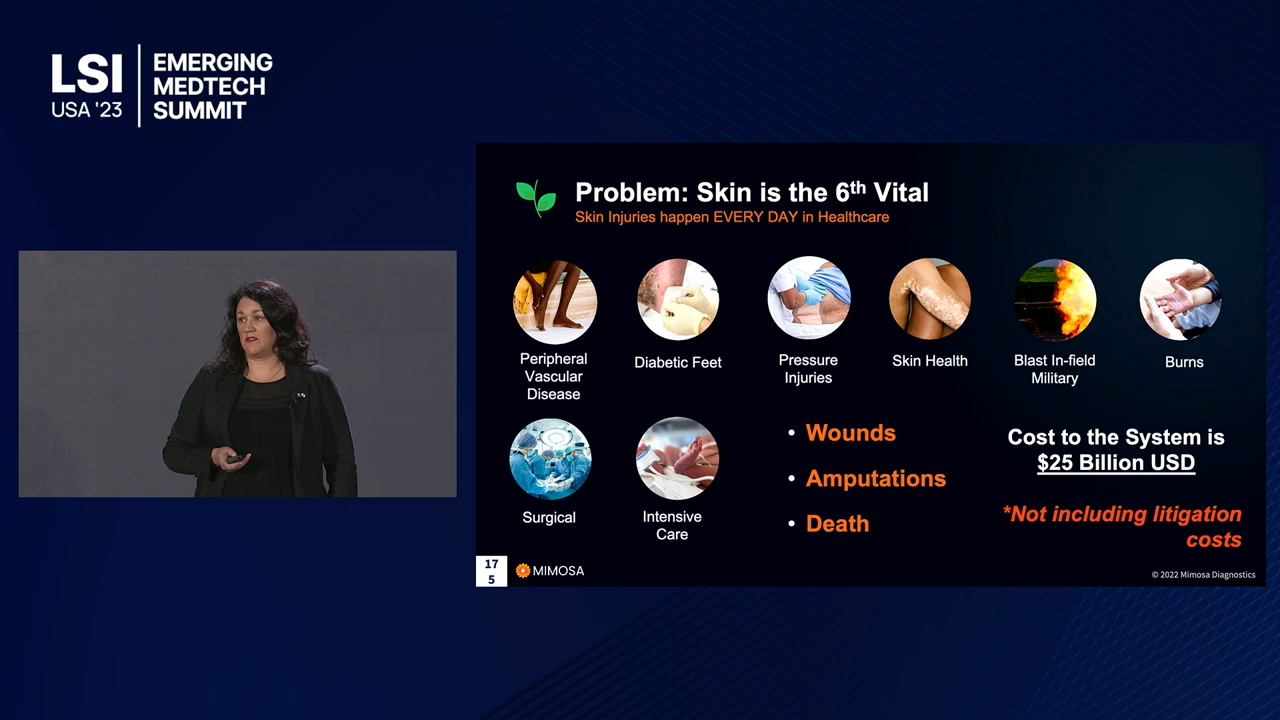 LSI
USA '23
EMERGING
MEDTECH
SUMMIT
Problem: Skin is the 6th Vital
Skin Injuries happen EVERY DAY in Healthcare
Peripheral
Vascular
Disease
Diabetic Feet
Pressure
Injuries
Skin Health
Blast In-field
Military
Burns
Surgical
Intensive
Care
• Wounds
• Amputations
• Death
Cost to the System is
$25 Billion USD
*Not including litigation
costs
17
5
MIMOSA
© 2022 Mimosa Diagnostics